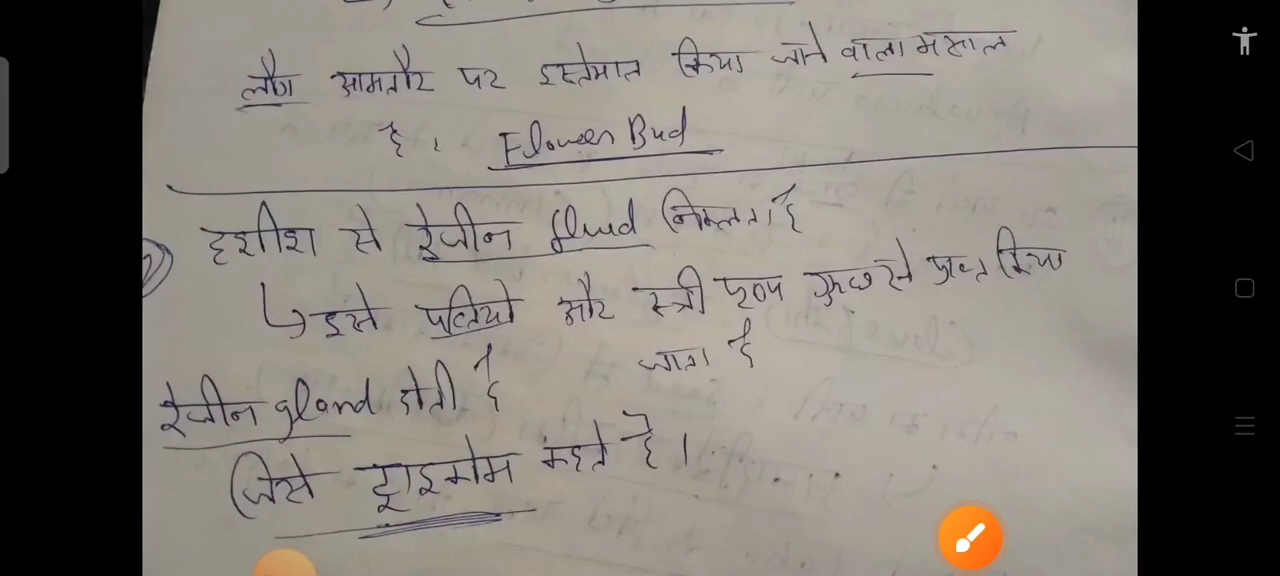 लौंग आमतौर पर इस्तेमाल किया जाने वाला मसाल
है। Flower Bud
हशीश से रेजीन fluid निकलता है
↳ इसे पत्तियो और स्त्री पुष्प गुच्छ से प्राप्त किया
जाता है
रेजीन gland होती है
जिसे ट्राइकोम कहते है।